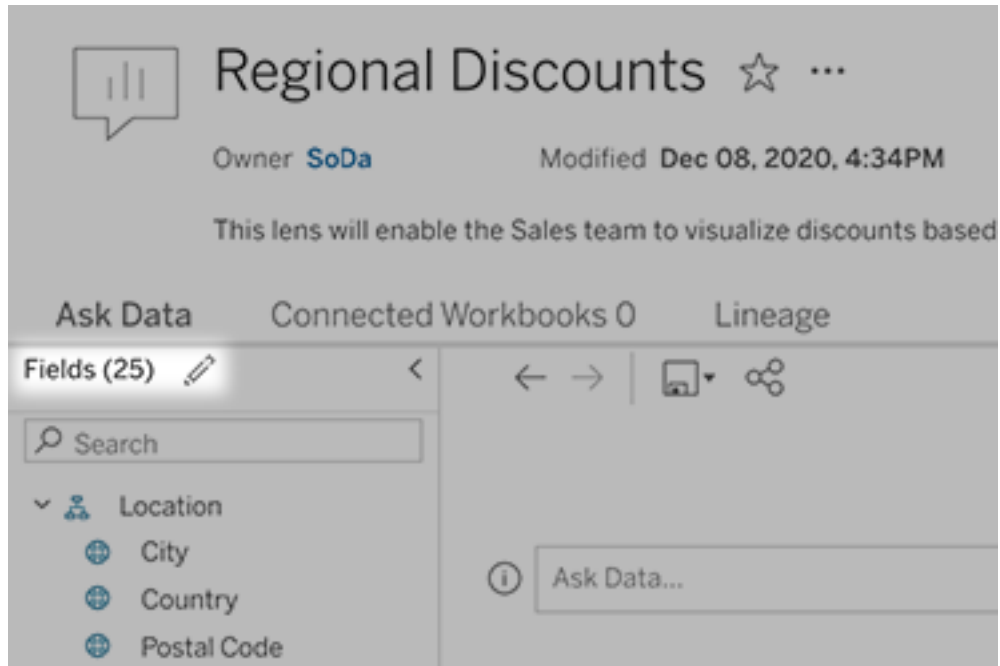 Regional Discounts
Owner SoDa Modified Dec 08, 2020, 4:34PM
This lens will enable the Sales team to visualize discounts based
Ask Data Connected Workbooks 0 Lineage
Fields (25)
Search
Location
City
Country
Postal Code
Ask Data...